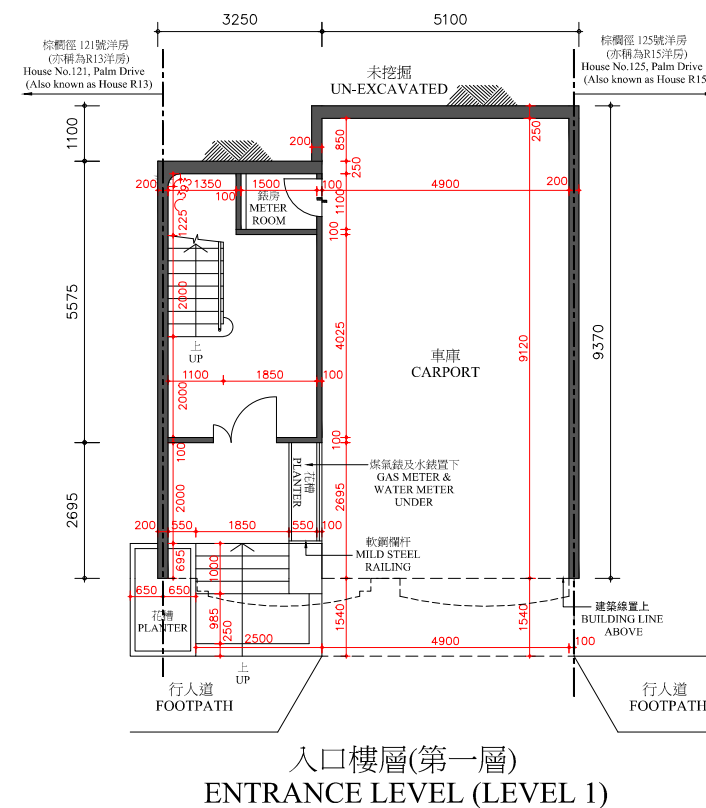 3250
5100
棕櫚徑 121號洋房
(亦稱為R13洋房)
House No.121, Palm Drive
(Also known as House R13)
棕櫚徑 125號洋房
(亦稱為R15洋房)
House No.125, Palm Drive
(Also known as House R15
未挖掘
UN-EXCAVATED
1100
200
850
250
250
200
1350
1500
100
4900
200
393
100
錶房
METER
ROOM
1100
1225
100
5575
2000
上
UP
4025
9120
9370
車庫
CARPORT
1100
1850
100
2000
100
100
煤氣錶及水錶置下
GAS METER &
WATER METER
UNDER
花槽
PLANTER
2695
2000
2695
200
550
1850
550
100
軟鋼欄杆
MILD STEEL
RAILING
695
1000
650
650
花槽
PLANTER
985
250
2500
1540
1540
4900
100
建築線置上
BUILDING LINE
ABOVE
上
UP
行人道
FOOTPATH
行人道
FOOTPATH
入口樓層(第一層)
ENTRANCE LEVEL (LEVEL 1)